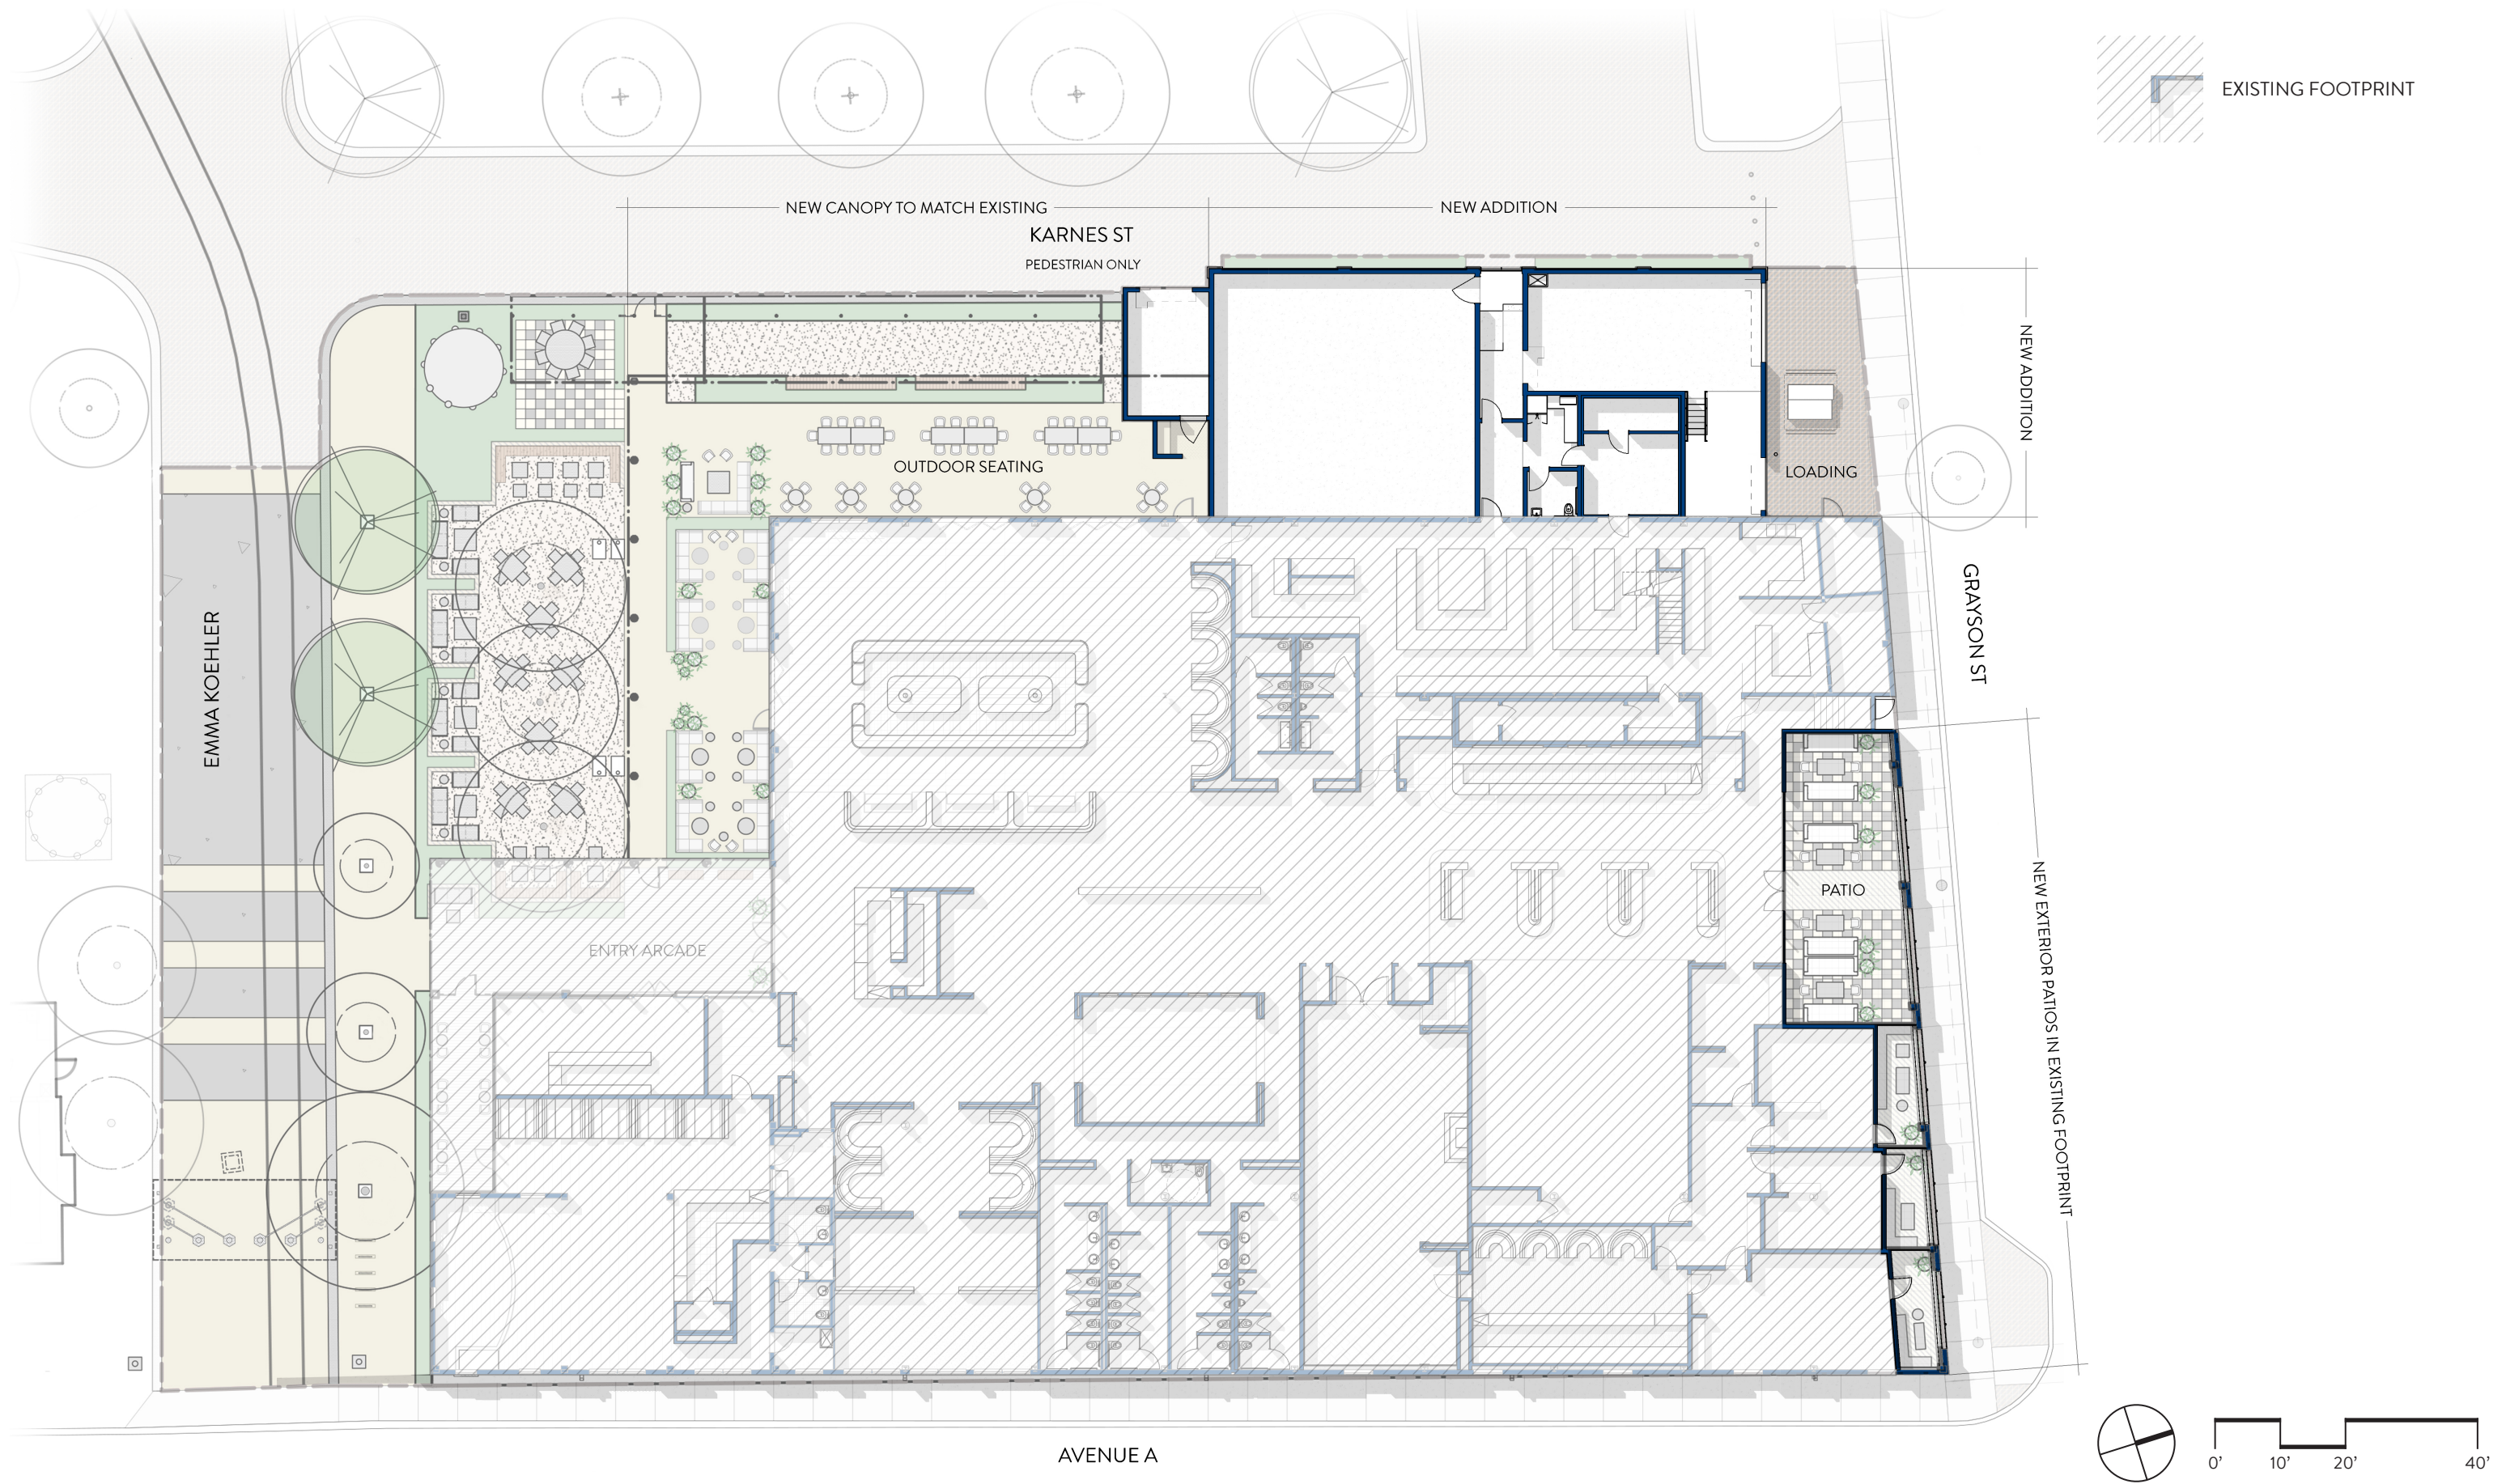 EXISTING FOOTPRINT
NEW CANOPY TO MATCH EXISTING
NEW ADDITION
KARNES ST
PEDESTRIAN ONLY
NEW ADDITION
OUTDOOR SEATING
LOADING
EMMA KOEHLER
GRAYSON ST
PATIO
ENTRY ARCADE
NEW EXTERIOR PATIOS IN EXISTING FOOTPRINT
AVENUE A
0' 10' 20' 40'